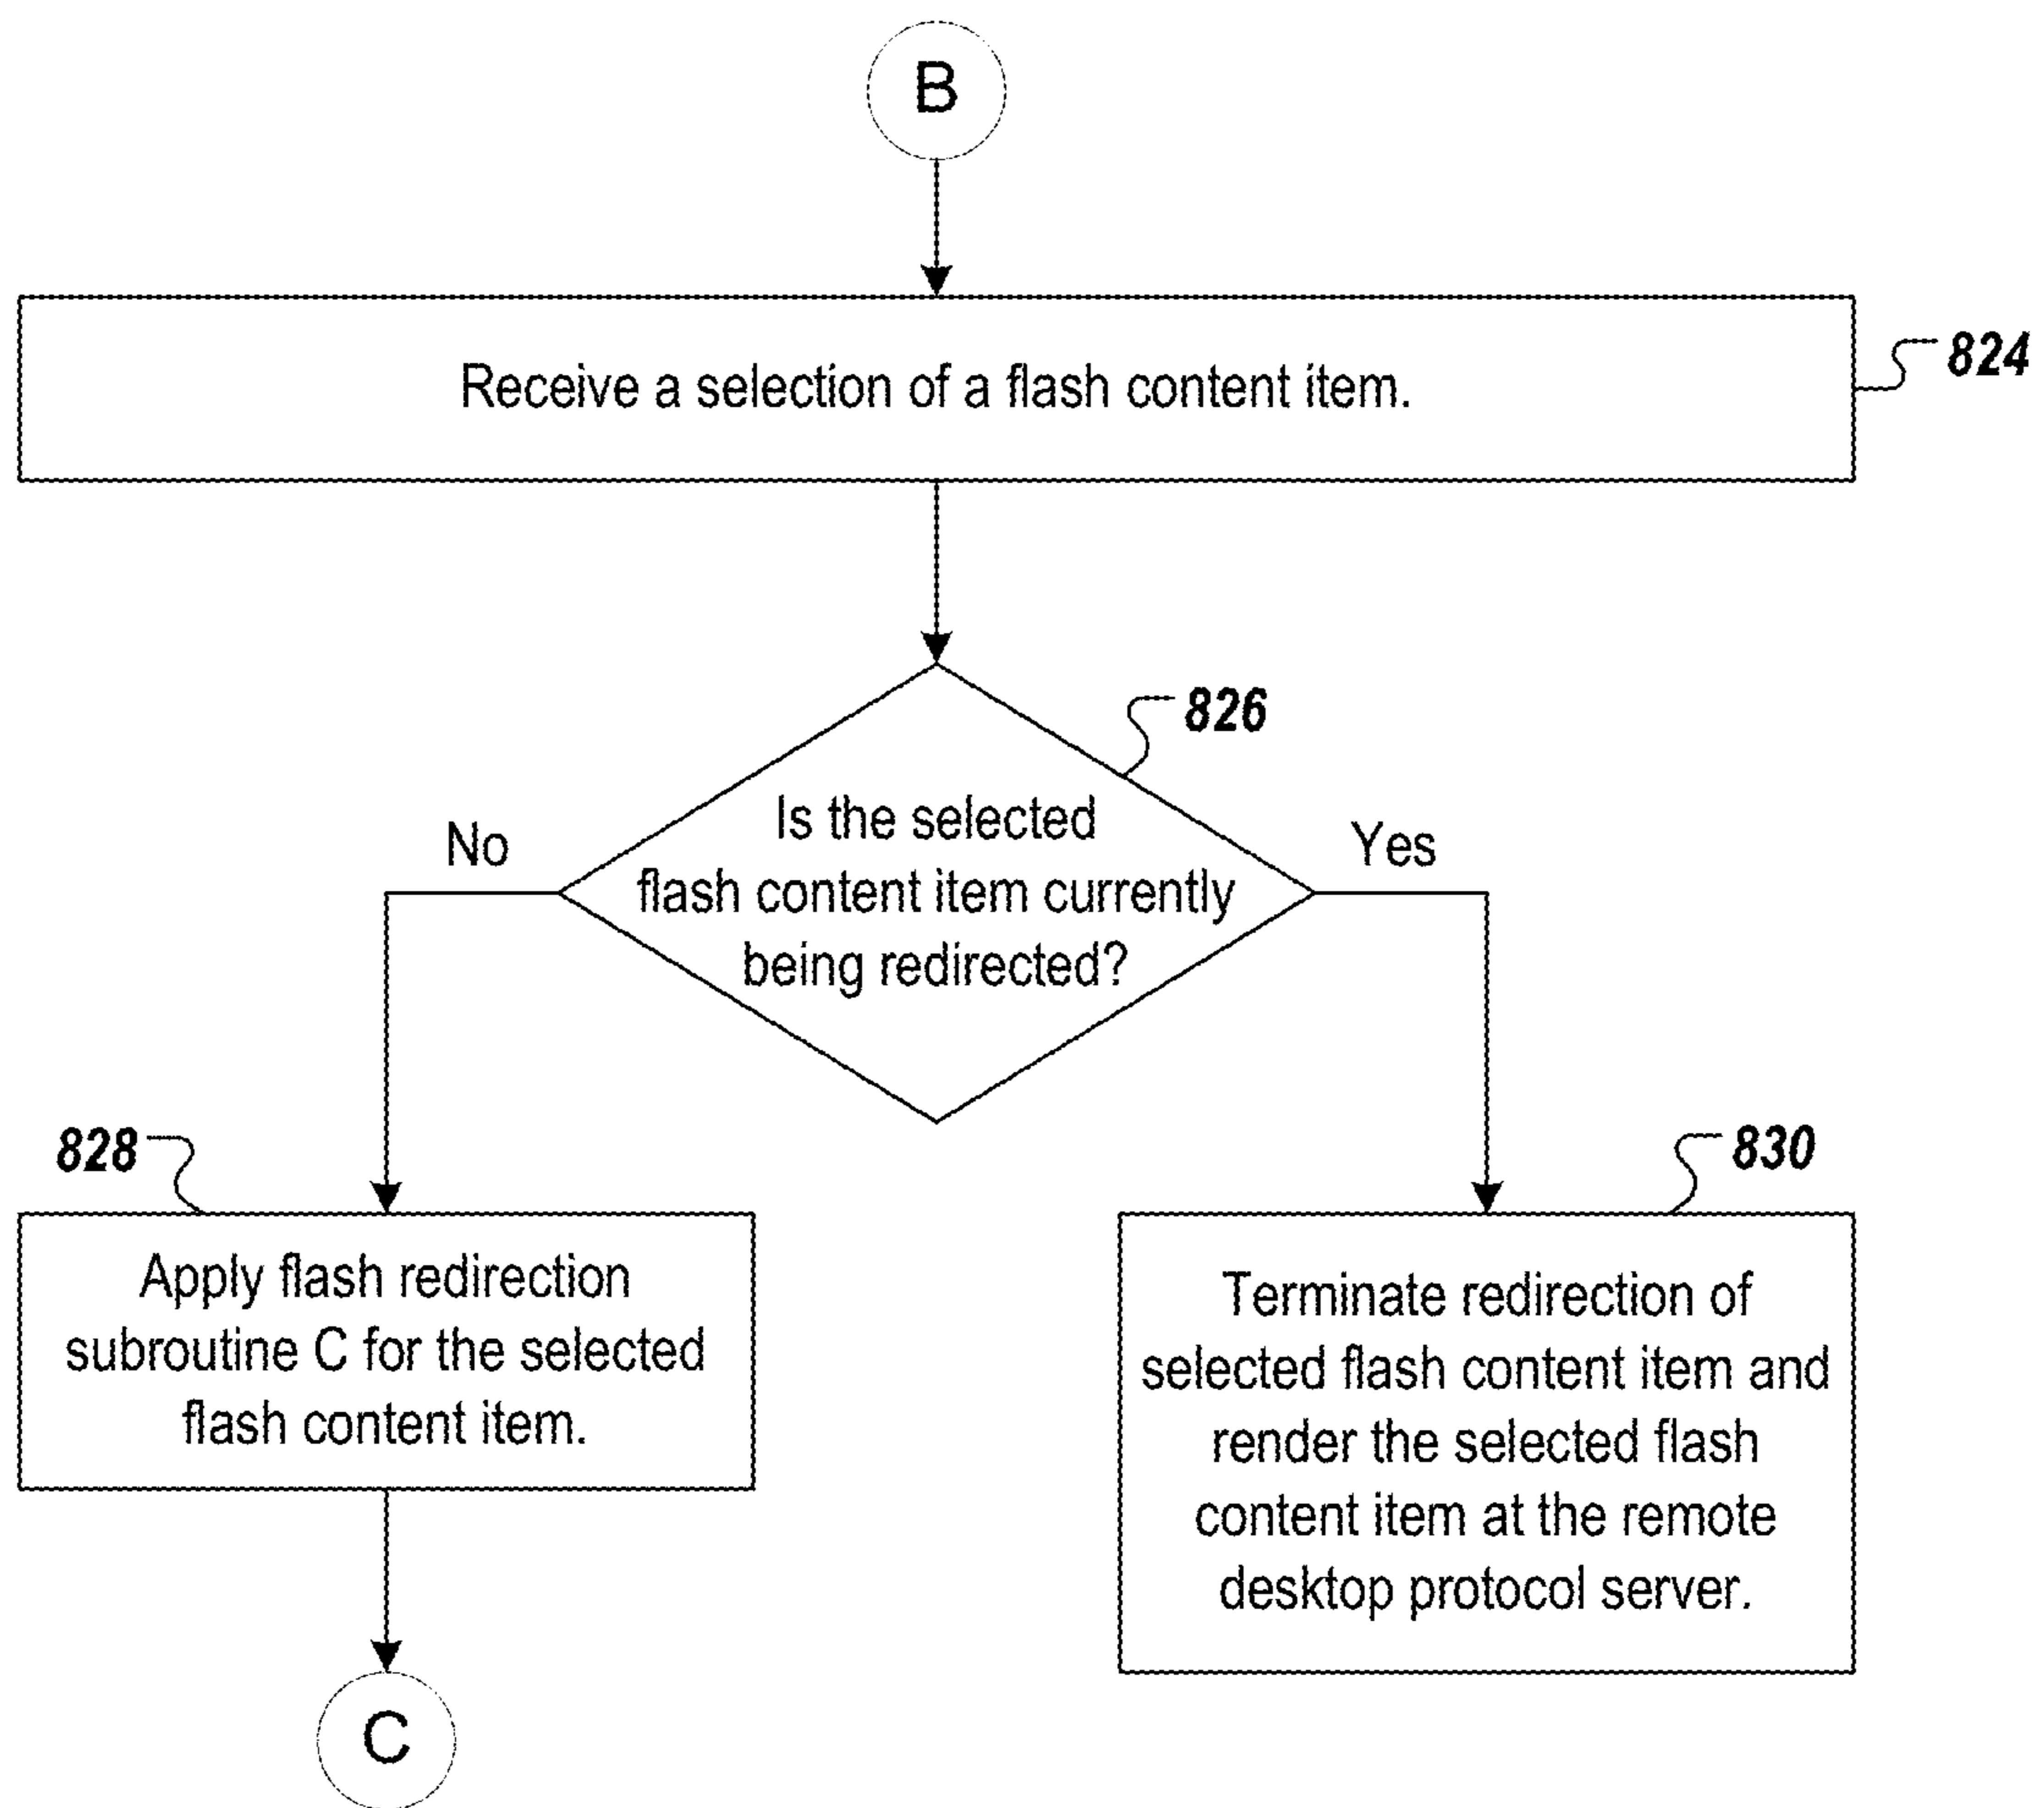 B
Receive a selection of a flash content item.
824
826
Is the selected
flash content item currently
being redirected?
No
Yes
828
Apply flash redirection
subroutine C for the selected
flash content item.
830
Terminate redirection of
selected flash content item and
render the selected flash
content item at the remote
desktop protocol server.
C